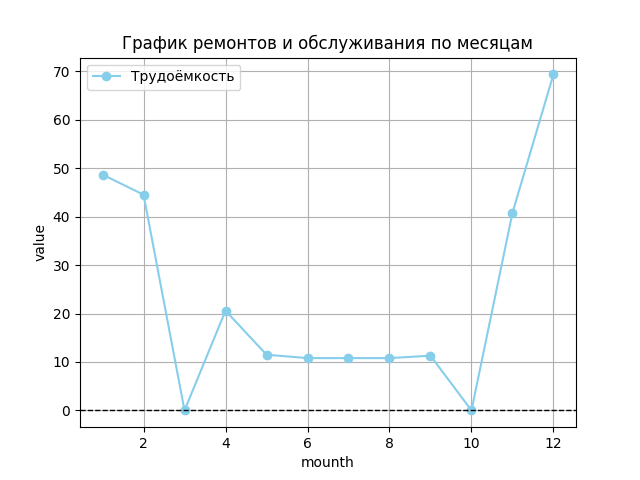 График ремонтов и обслуживания по месяцам
Трудоёмкость
70
60
50
40
30
20
10
0
value
2 4 6 8 10 12
mounth